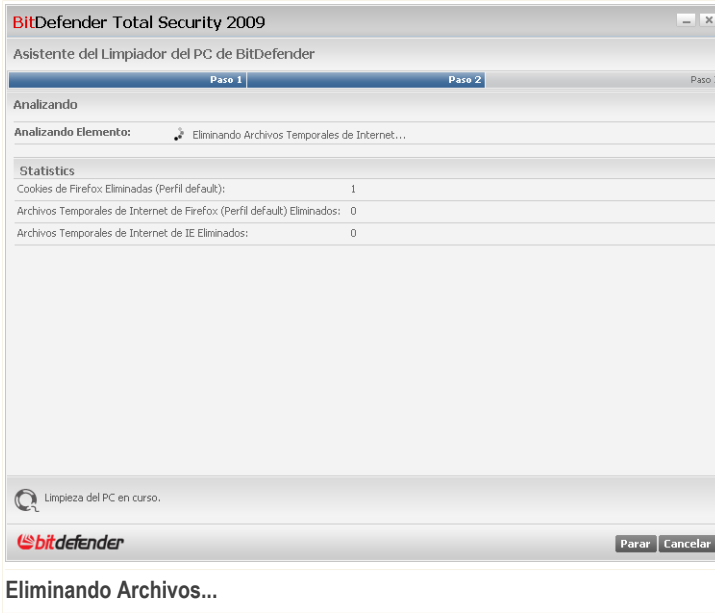 BitDefender Total Security 2009
Asistente del Limpiador del PC de BitDefender
Paso 1
Paso 2
Paso
Analizando
Analizando Elemento: Eliminando Archivos Temporales de Internet...
Statistics
Cookies de Firefox Eliminadas (Perfil default): 1
Archivos Temporales de Internet de Firefox (Perfil default) Eliminados: 0
Archivos Temporales de Internet de IE Eliminados: 0
Limpieza del PC en curso.
bitdefender
Parar Cancelar
Eliminando Archivos...